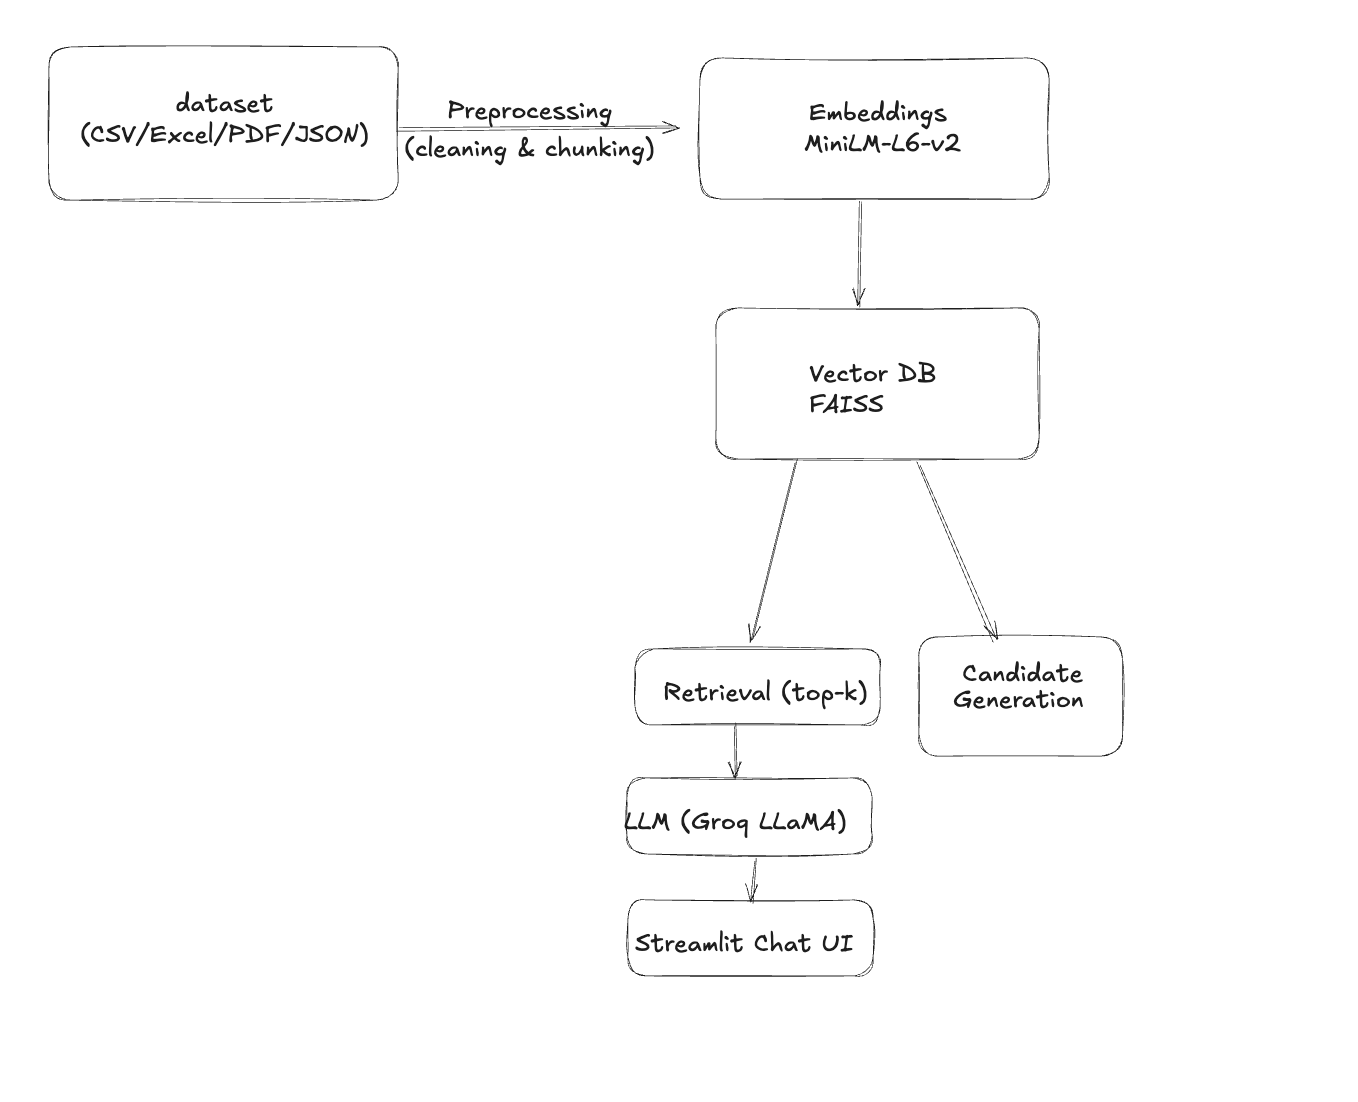 dataset
(CSV/Excel/PDF/JSON)
Preprocessing
(cleaning & chunking)
Embeddings
MiniLM-L6-v2
Vector DB
FAISS
Retrieval (top-k)
Candidate
Generation
LLM (Groq LLaMA)
Streamlit Chat UI